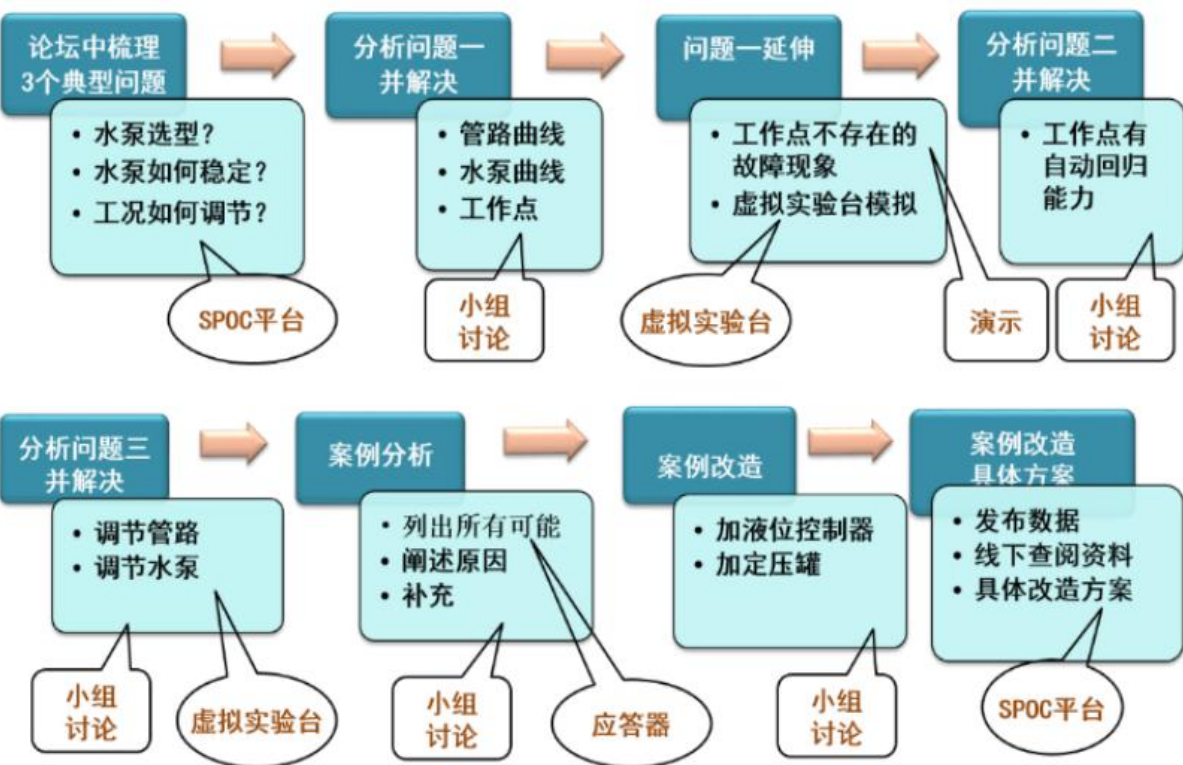 论坛中梳理
3个典型问题
• 水泵选型?
• 水泵如何稳定?
• 工况如何调节?
SPOC平台
分析问题一
并解决
• 管路曲线
• 水泵曲线
• 工作点
小组
讨论
问题一延伸
• 工作点不存在的
故障现象
• 虚拟实验台模拟
虚拟实验台
演示
分析问题二
并解决
• 工作点有
自动回归
能力
小组
讨论
分析问题三
并解决
• 调节管路
• 调节水泵
小组
讨论
虚拟实验台
案例分析
• 列出所有可能
• 阐述原因
• 补充
小组
讨论
应答器
案例改造
• 加液位控制器
• 加定压罐
小组
讨论
案例改造
具体方案
• 发布数据
• 线下查阅资料
• 具体改造方案
SPOC平台